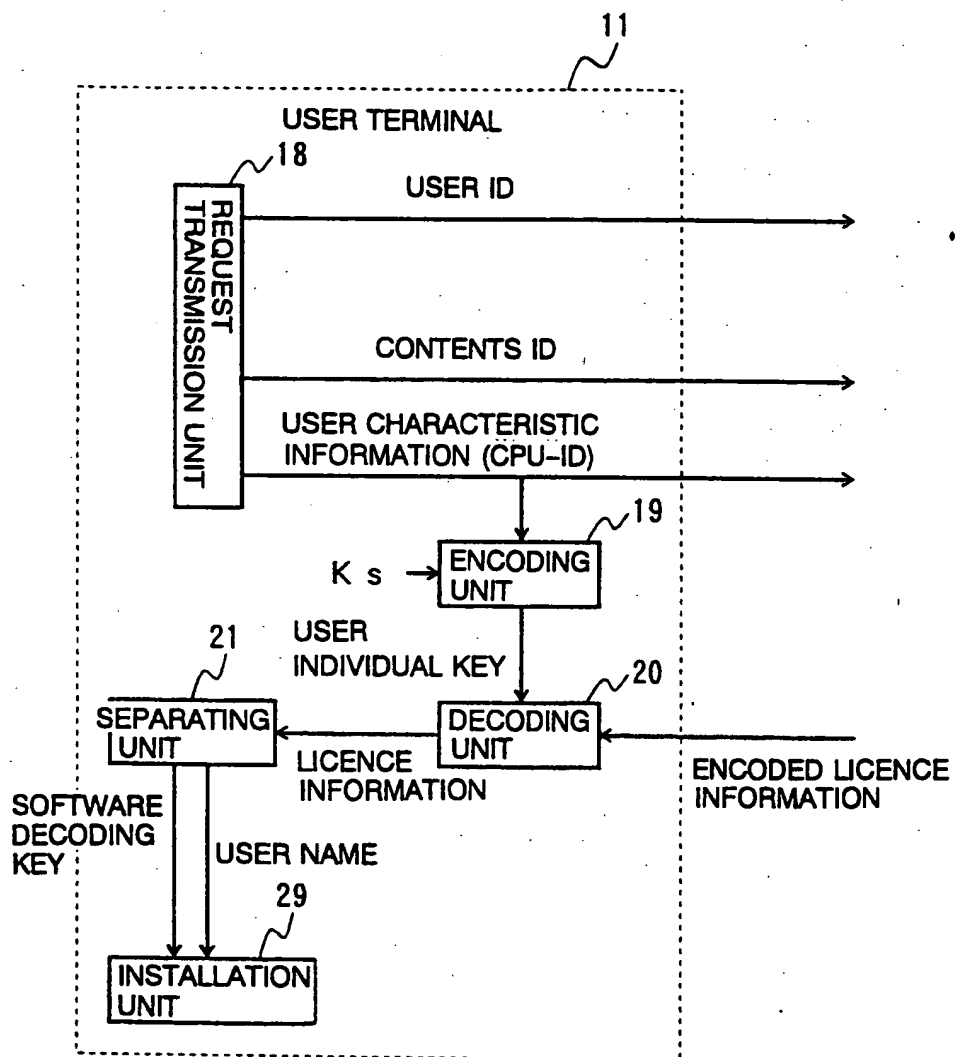 11
USER TERMINAL
18
USER ID
REQUEST
TRANSMISSION UNIT
CONTENTS ID
USER CHARACTERISTIC
INFORMATION (CPU-ID)
19
K s
ENCODING
UNIT
USER
INDIVIDUAL KEY
21
20
SEPARATING
UNIT
DECODING
UNIT
LICENCE
INFORMATION
ENCODED LICENCE
INFORMATION
SOFTWARE
DECODING
KEY
USER NAME
29
INSTALLATION
UNIT